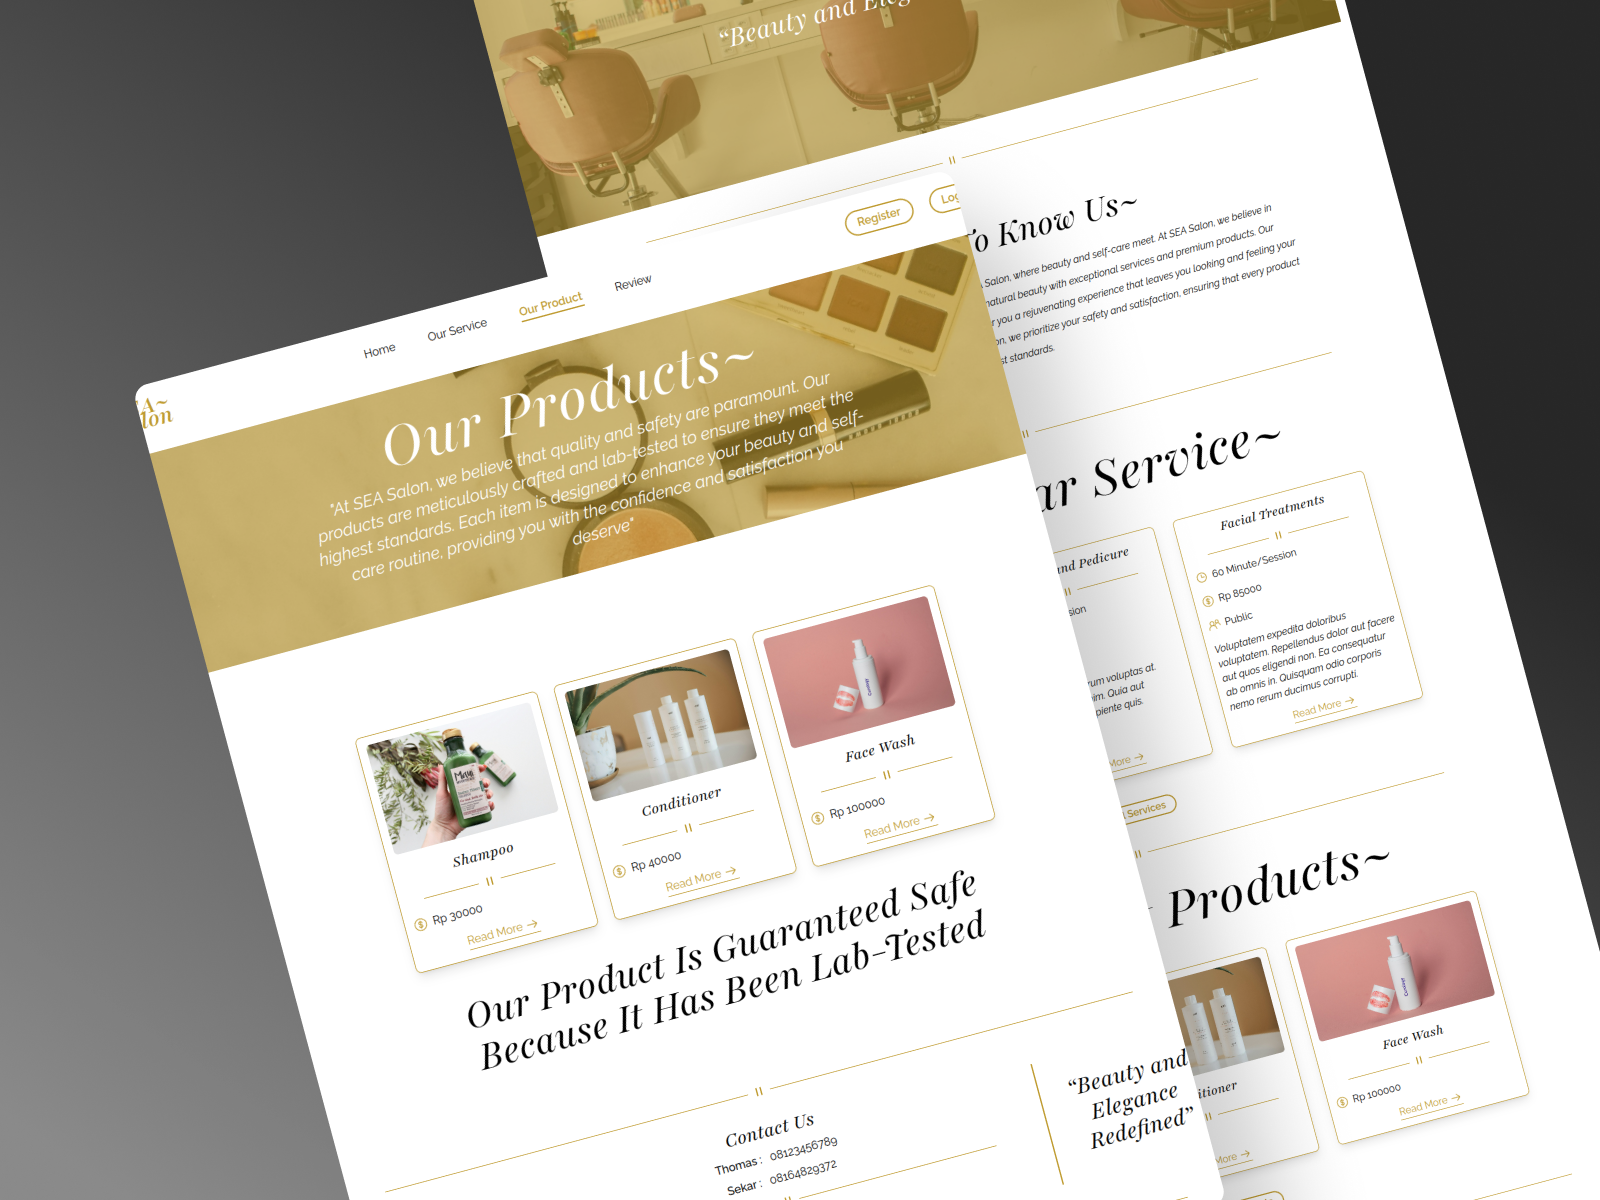 Register
Home
Our Service
Our Product
Review
lon
Our Products~
"At SEA Salon, we believe that quality and safety are paramount. Our
products are meticulously crafted and lab-tested to ensure they meet the
highest standards. Each item is designed to enhance your beauty and self-
care routine, providing you with the confidence and satisfaction you
deserve"
Shampoo
Rp 30000
Read More →
Conditioner
Rp 40000
Read More →
Face Wash
Rp 100000
Read More →
Our Product Is Guaranteed Safe
Because It Has Been Lab-Tested
Contact Us
Thomas : 08123456789
Sekar : 08164829372
“Beauty and
Elegance
Redefined”
“Beauty and Eleg
To Know Us~
Salon, where beauty and self-care meet. At SEA Salon, we believe in
natural beauty with exceptional services and premium products. Our
you a rejuvenating experience that leaves you looking and feeling your
on, we prioritize your safety and satisfaction, ensuring that every product
st standards.
ar Service~
and Pedicure
sion
rum voluptas at.
im. Quia aut
piente quis.
More →
Facial Treatments
60 Minute/Session
Rp 85000
Public
Voluptatem expedita doloribus
voluptatem. Repellendus dolor aut facere
aut quos eligendi non. Ea consequatur
ab omnis in. Quisquam odio corporis
nemo rerum ducimus corrupti.
Read More →
Services
Products~
itioner
More →
Face Wash
Rp 100000
Read More →